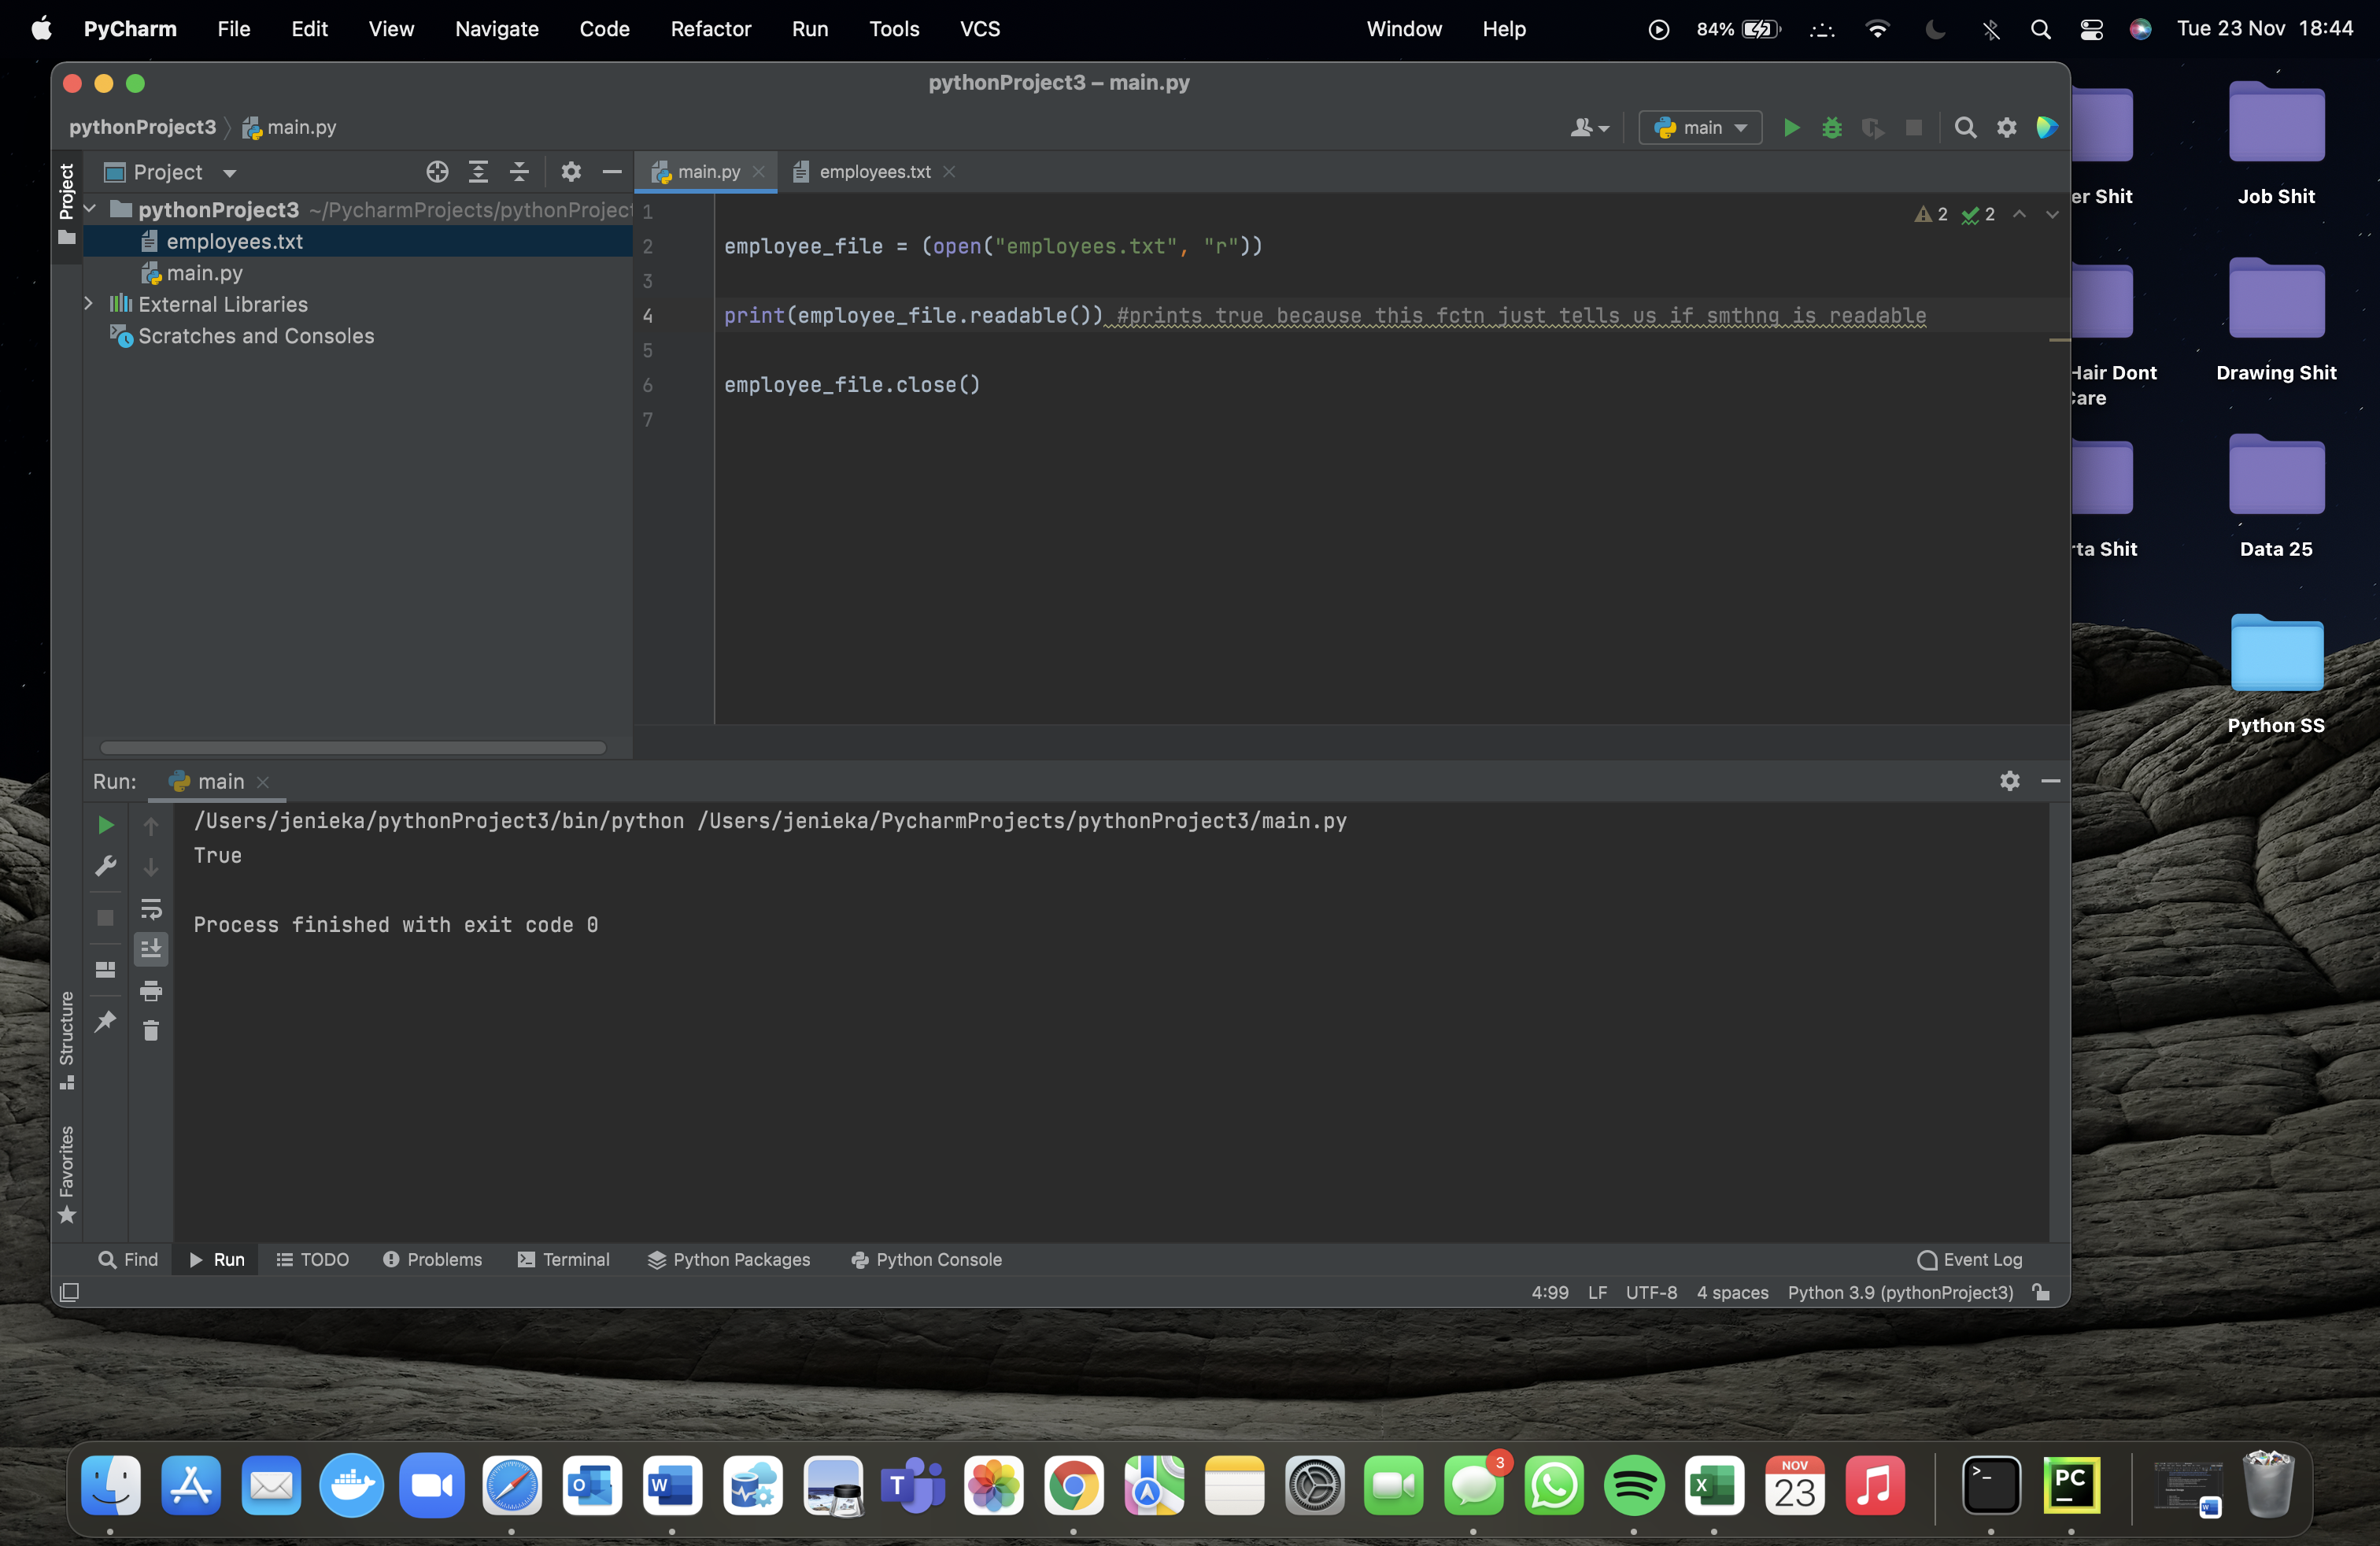 PyCharm File Edit View Navigate Code Refactor Run Tools VCS Window Help 84% Tue 23 Nov 18:44
pythonProject3 – main.py
pythonProject3 main.py main
Project
Project main.py employees.txt
pythonProject3 ~/PycharmProjects/pythonProject
employees.txt
main.py
External Libraries
Scratches and Consoles
2 2
1
2 employee_file = (open("employees.txt", "r"))
3
4 print(employee_file.readable()) #prints true because this fctn just tells us if smthng is readable
5
6 employee_file.close()
7
er Shit
Job Shit
Hair Dont
Care
Drawing Shit
rta Shit
Data 25
Python SS
Run: main
/Users/jenieka/pythonProject3/bin/python /Users/jenieka/PycharmProjects/pythonProject3/main.py
True
Process finished with exit code 0
Structure
Favorites
Find Run TODO Problems Terminal Python Packages Python Console Event Log
4:99 LF UTF-8 4 spaces Python 3.9 (pythonProject3)
O W T 3 X NOV
23
>_ PC
W